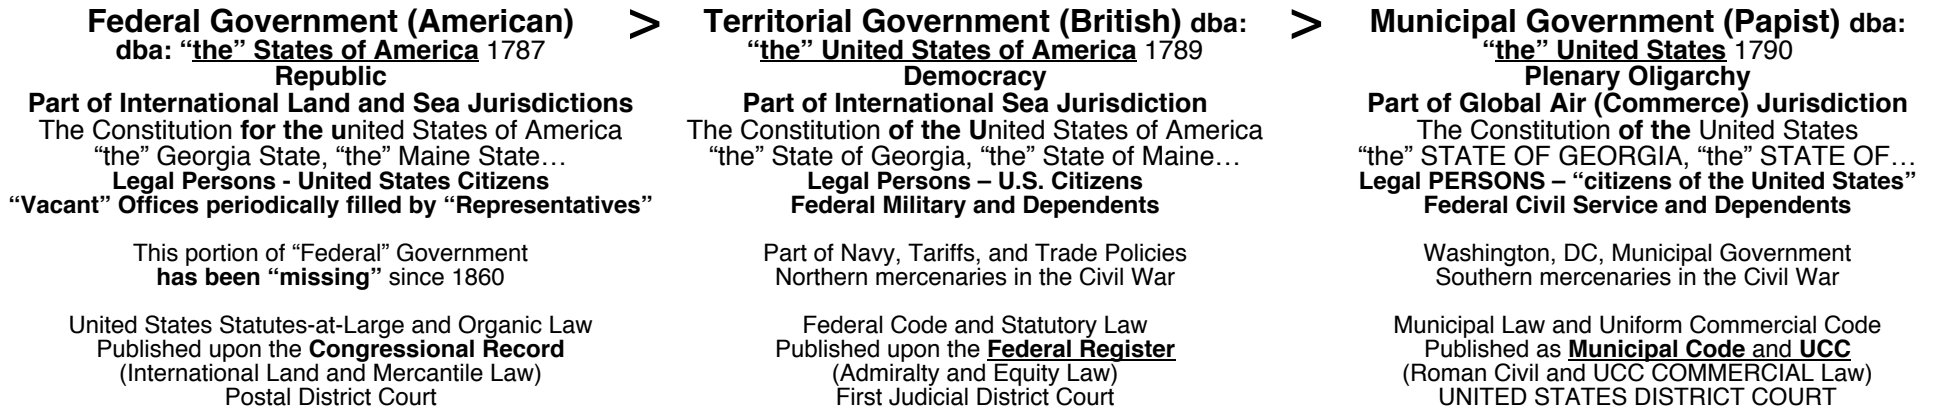 Federal Government (American)
dba: “the” States of America 1787
Republic
Part of International Land and Sea Jurisdictions
The Constitution for the united States of America
“the” Georgia State, “the” Maine State…
Legal Persons - United States Citizens
“Vacant” Offices periodically filled by “Representatives”
This portion of “Federal” Government
has been “missing” since 1860
United States Statutes-at-Large and Organic Law
Published upon the Congressional Record
(International Land and Mercantile Law)
Postal District Court
>
Territorial Government (British) dba:
“the” United States of America 1789
Democracy
Part of International Sea Jurisdiction
The Constitution of the United States of America
“the” State of Georgia, “the” State of Maine…
Legal Persons – U.S. Citizens
Federal Military and Dependents
Part of Navy, Tariffs, and Trade Policies
Northern mercenaries in the Civil War
Federal Code and Statutory Law
Published upon the Federal Register
(Admiralty and Equity Law)
First Judicial District Court
>
Municipal Government (Papist) dba:
“the” United States 1790
Plenary Oligarchy
Part of Global Air (Commerce) Jurisdiction
The Constitution of the United States
“the” STATE OF GEORGIA, “the” STATE OF…
Legal PERSONS – “citizens of the United States”
Federal Civil Service and Dependents
Washington, DC, Municipal Government
Southern mercenaries in the Civil War
Municipal Law and Uniform Commercial Code
Published as Municipal Code and UCC
(Roman Civil and UCC COMMERCIAL Law)
UNITED STATES DISTRICT COURT